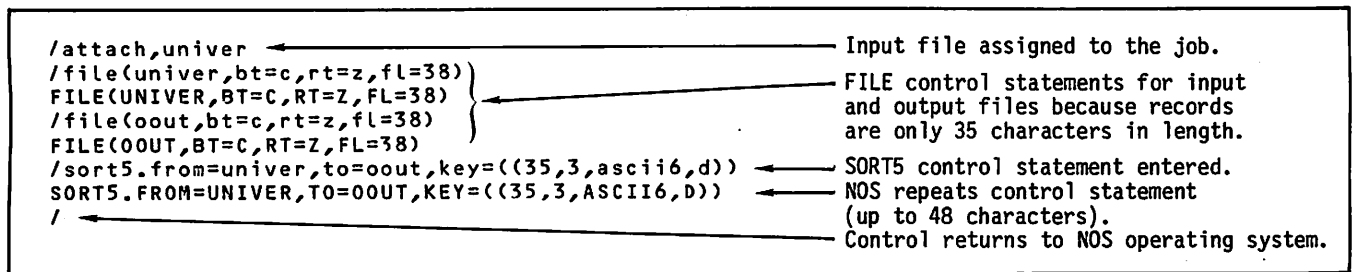 /attach,univer
Input file assigned to the job.
/file(univer,bt=c,rt=z,fl=38)
FILE(UNIVER,BT=C,RT=Z,FL=38)
/file(oout,bt=c,rt=z,fl=38)
FILE(OOUT,BT=C,RT=Z,FL=38)
FILE control statements for input
and output files because records
are only 35 characters in length.
/sort5.from=univer,to=oout,key=((35,3,ascii6,d))
SORT5 control statement entered.
SORT5.FROM=UNIVER,TO=OOUT,KEY=((35,3,ASCII6,D))
NOS repeats control statement
(up to 48 characters).
/
Control returns to NOS operating system.